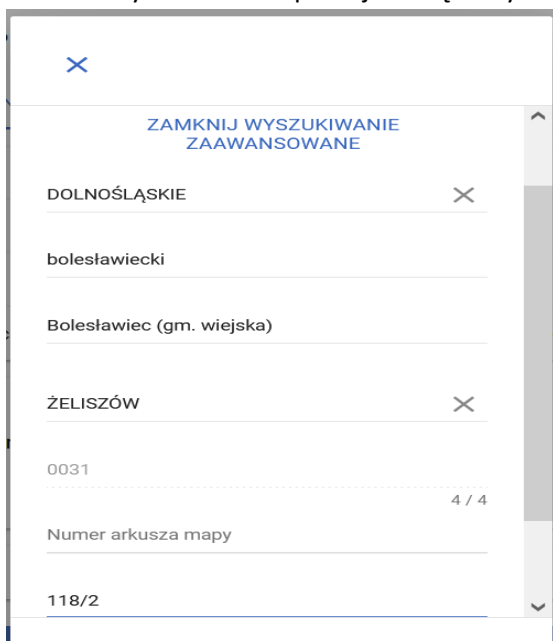 ZAMKNIJ WYSZUKIWANIE
ZAAWANSOWANE
DOLNOŚLĄSKIE
bolesławiecki
Bolesławiec (gm. wiejska)
ŻELISZÓW
0031
4 / 4
Numer arkusza mapy
118/2